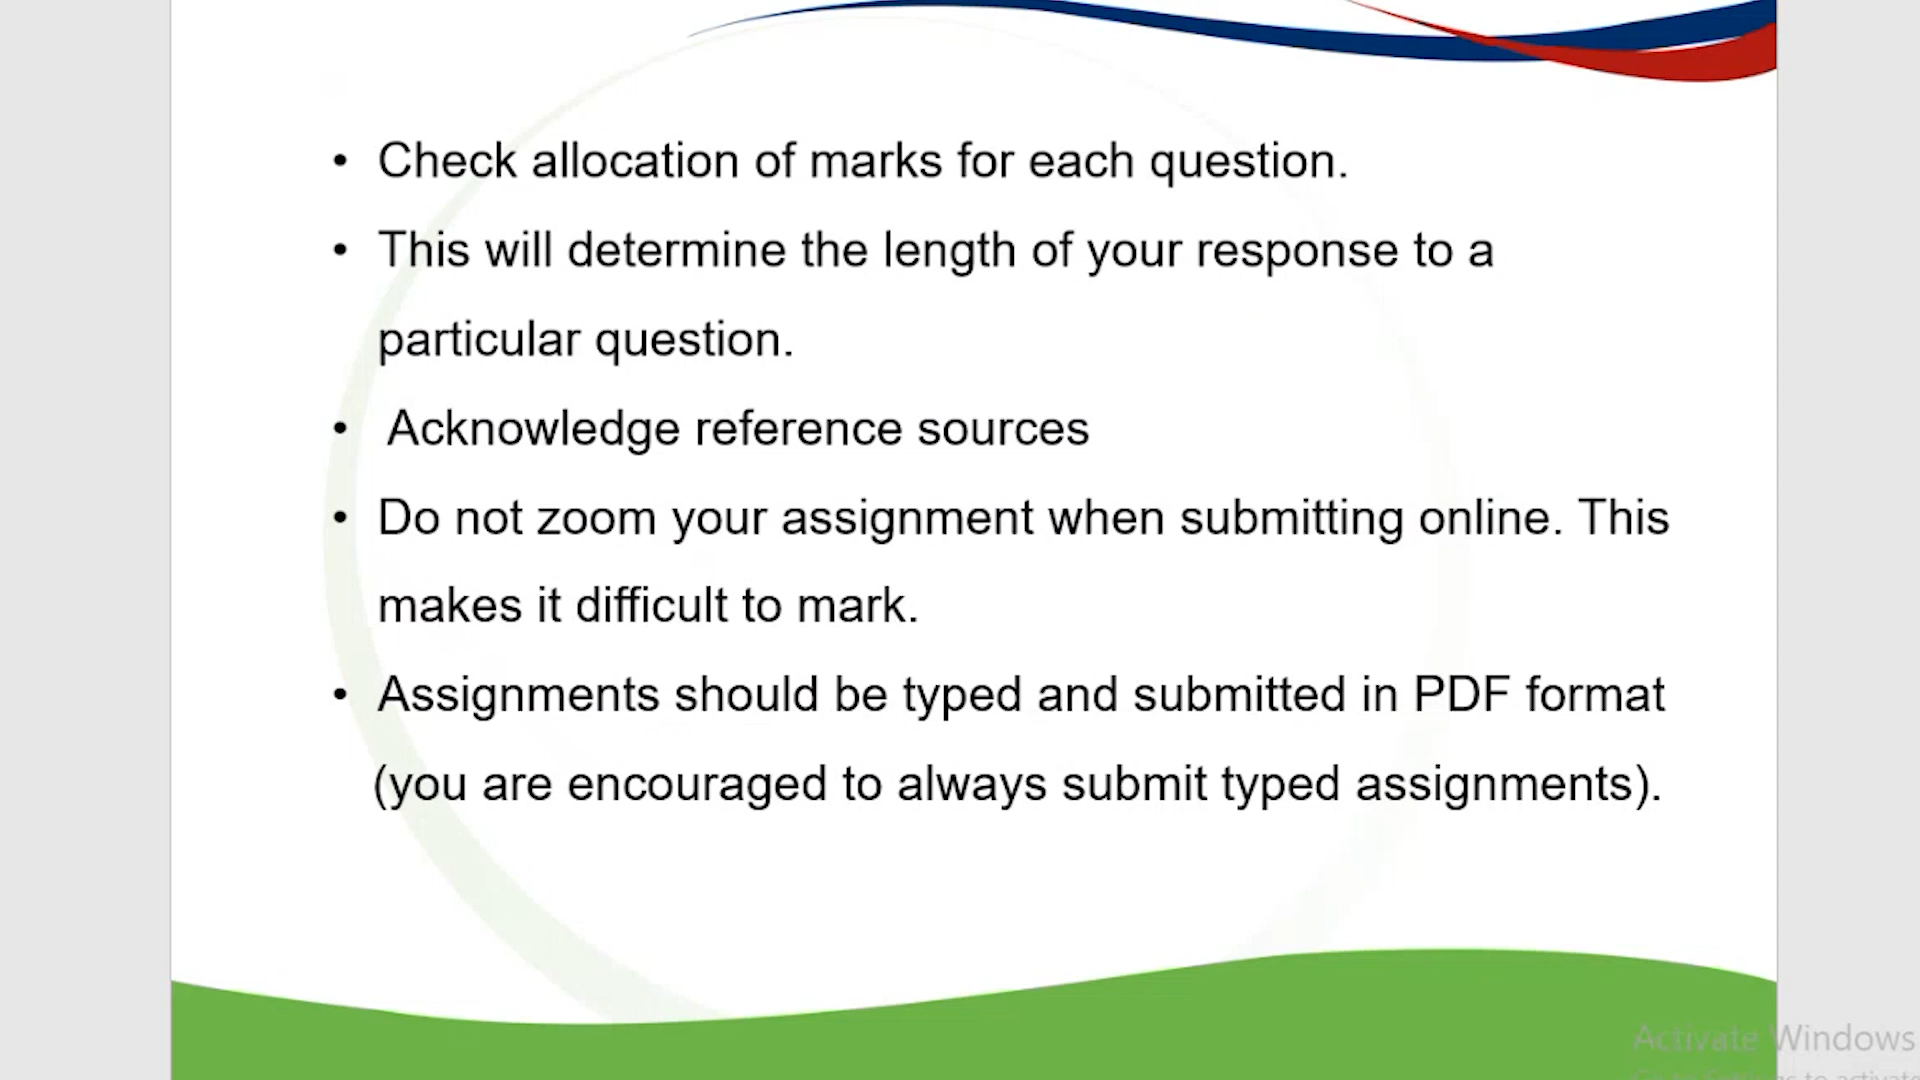 • Check allocation of marks for each question.
• This will determine the length of your response to a
particular question.
• Acknowledge reference sources
• Do not zoom your assignment when submitting online. This
makes it difficult to mark.
• Assignments should be typed and submitted in PDF format
(you are encouraged to always submit typed assignments).
Activate Windows